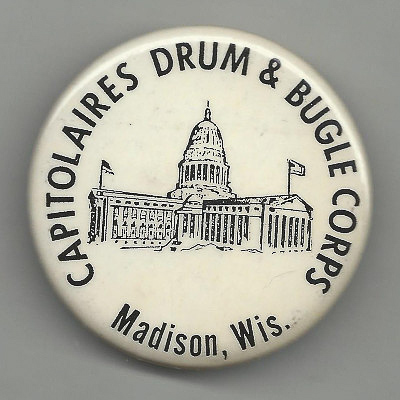 CAPITOLAIRES DRUM & BUGLE CORPS
Madison, Wis.